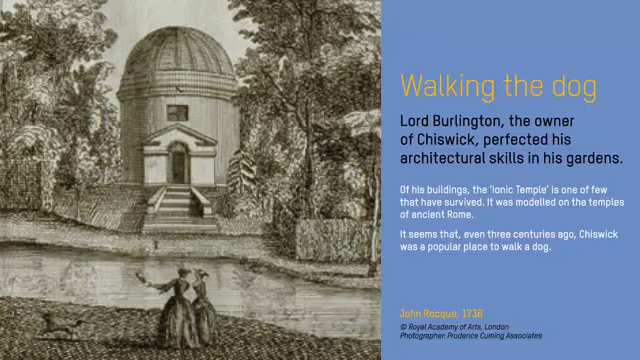 Walking the dog
Lord Burlington, the owner
of Chiswick, perfected his
architectural skills in his gardens.
Of his buildings, the ‘Ionic Temple’ is one of few
that have survived. It was modelled on the temples
of ancient Rome.
It seems that, even three centuries ago, Chiswick
was a popular place to walk a dog.
John Rocque, 1736
© Royal Academy of Arts, London
Photographer: Prudence Cuming Associates